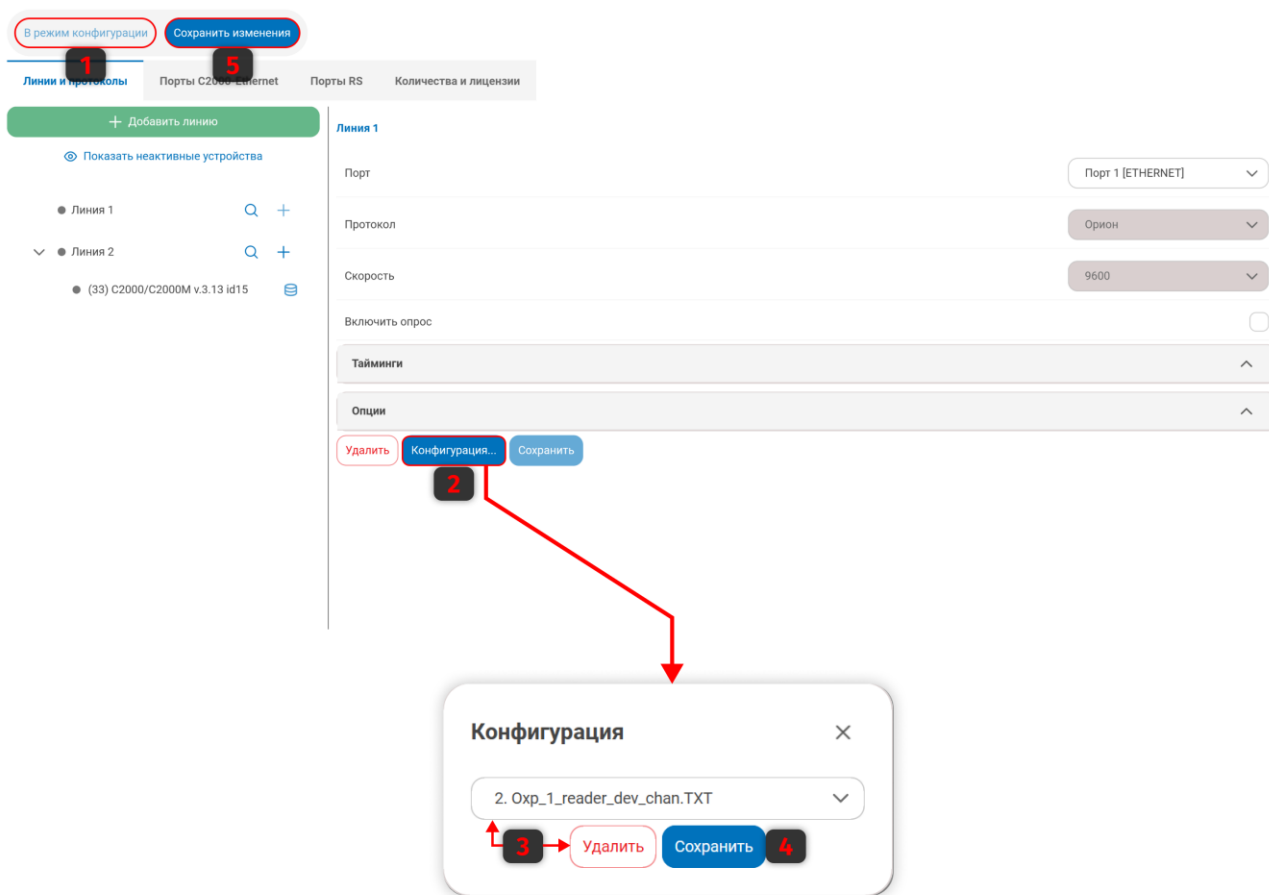 В режим конфигурации Сохранить изменения
1 5
Линии и протоколы Порты С2000-Ethernet Порты RS Количества и лицензии
+ Добавить линию
Показать неактивные устройства
Линия 1
Линия 2
(33) С2000/С2000М v.3.13 id15
Линия 1
Порт Порт 1 [ETHERNET]
Протокол Орион
Скорость 9600
Включить опрос
Тайминги
Опции
Удалить Конфигурация... Сохранить
2
Конфигурация
2. Oxp_1_reader_dev_chan.TXT
3 Удалить Сохранить 4